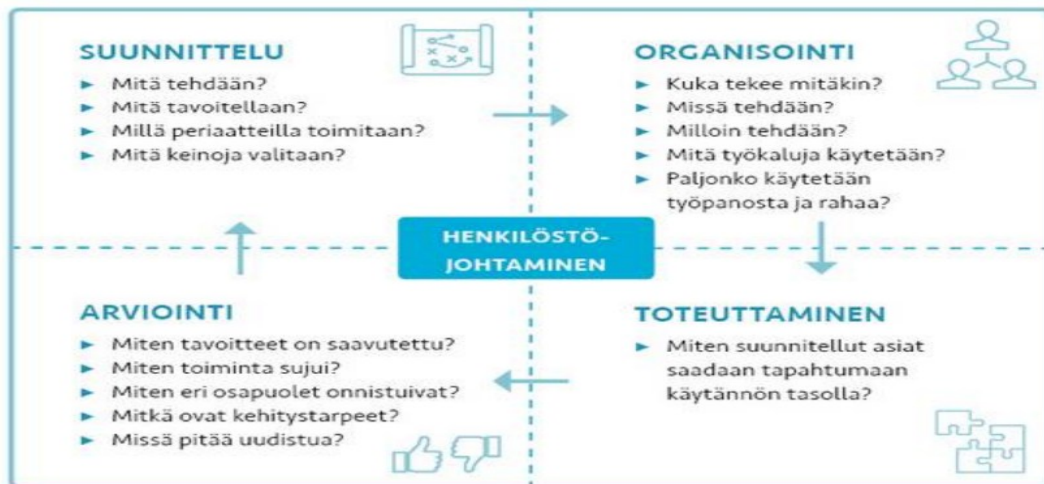 SUUNNITTELU
► Mitä tehdään?
► Mitä tavoitellaan?
► Millä periaatteilla toimitaan?
► Mitä keinoja valitaan?
ORGANISOINTI
► Kuka tekee mitäkin?
► Missä tehdään?
► Milloin tehdään?
► Mitä työkaluja käytetään?
► Paljonko käytetään
työpanosta ja rahaa?
HENKILÖSTÖ-
JOHTAMINEN
ARVIOINTI
► Miten tavoitteet on saavutettu?
► Miten toiminta sujui?
► Miten eri osapuolet onnistuivat?
► Mitkä ovat kehitystarpeet?
► Missä pitää uudistua?
TOTEUTTAMINEN
► Miten suunnitellut asiat
saadaan tapahtumaan
käytännön tasolla?